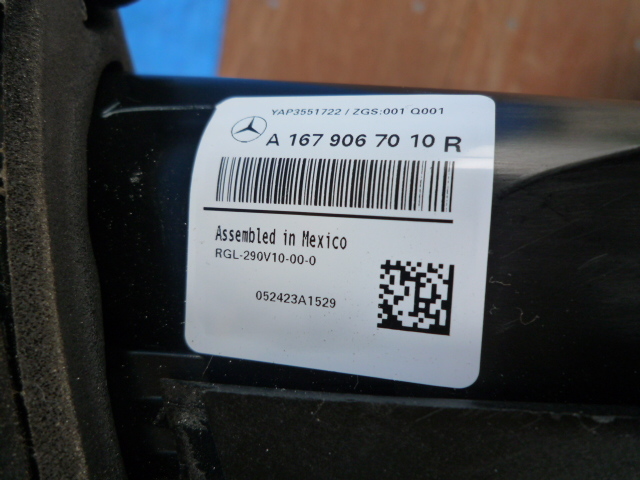 YAP3551722 / ZGS:001 Q001
A 167 906 70 10 R
Assembled in Mexico
RGL-290V10-00-0
052423A1529